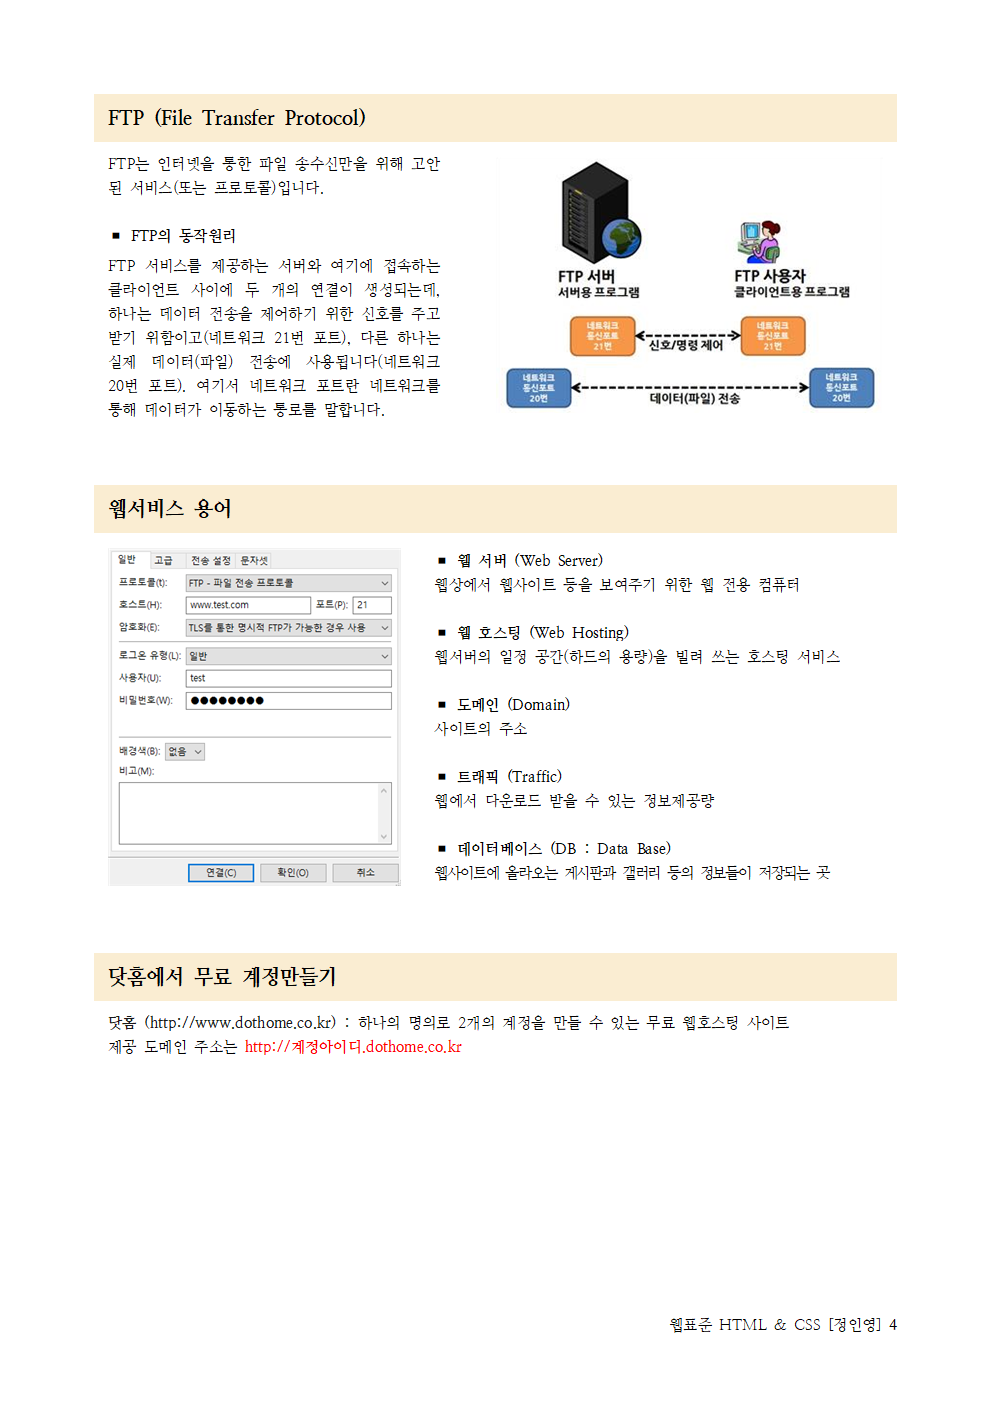 FTP (File Transfer Protocol)
FTP는 인터넷을 통한 파일 송수신만을 위해 고안
된 서비스(또는 프로토콜)입니다.
■ FTP의 동작원리
FTP 서비스를 제공하는 서버와 여기에 접속하는
클라이언트 사이에 두 개의 연결이 생성되는데,
하나는 데이터 전송을 제어하기 위한 신호를 주고
받기 위함이고(네트워크 21번 포트), 다른 하나는
실제 데이터(파일) 전송에 사용됩니다(네트워크
20번 포트). 여기서 네트워크 포트란 네트워크를
통해 데이터가 이동하는 통로를 말합니다.
FTP 서버
서버용 프로그램
FTP 사용자
클라이언트용 프로그램
네트워크
통신포트
21번
신호/명령 제어
네트워크
통신포트
21번
네트워크
통신포트
20번
데이터(파일) 전송
네트워크
통신포트
20번
웹서비스 용어
일반 고급 전송 설정 문자셋
프로토콜(t): FTP - 파일 전송 프로토콜
호스트(H): www.test.com 포트(P): 21
암호화(E): TLS를 통한 명시적 FTP가 가능한 경우 사용
로그온 유형(L): 일반
사용자(U): test
비밀번호(W): ●●●●●●●●
배경색(B): 없음
비고(M):
연결(C) 확인(O) 취소
■ 웹 서버 (Web Server)
웹상에서 웹사이트 등을 보여주기 위한 웹 전용 컴퓨터
■ 웹 호스팅 (Web Hosting)
웹서버의 일정 공간(하드의 용량)을 빌려 쓰는 호스팅 서비스
■ 도메인 (Domain)
사이트의 주소
■ 트래픽 (Traffic)
웹에서 다운로드 받을 수 있는 정보제공량
■ 데이터베이스 (DB : Data Base)
웹사이트에 올라오는 게시판과 갤러리 등의 정보들이 저장되는 곳
닷홈에서 무료 계정만들기
닷홈 (http://www.dothome.co.kr) : 하나의 명의로 2개의 계정을 만들 수 있는 무료 웹호스팅 사이트
제공 도메인 주소는 http://계정아이디.dothome.co.kr
웹표준 HTML & CSS [정인영] 4